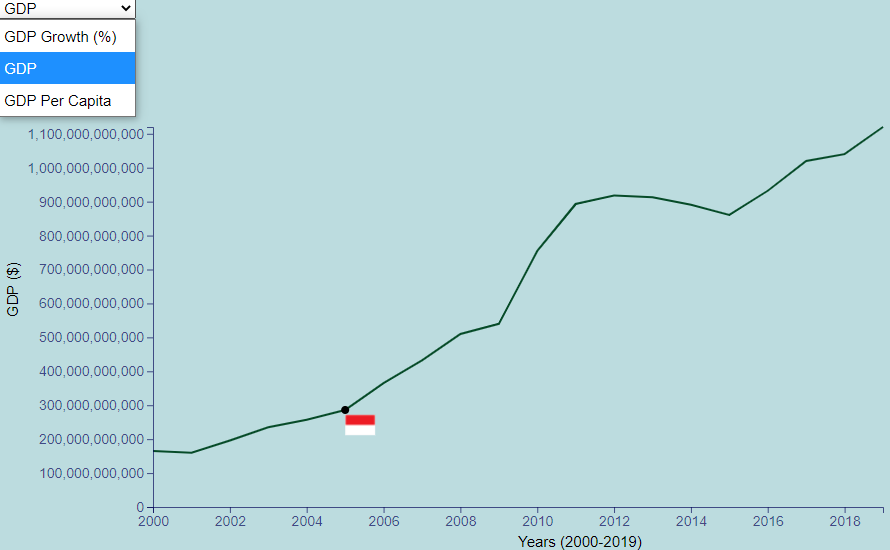 GDP
GDP Growth (%)
GDP
GDP Per Capita
1,100,000,000,000
1,000,000,000,000
900,000,000,000
800,000,000,000
700,000,000,000
600,000,000,000
500,000,000,000
400,000,000,000
300,000,000,000
200,000,000,000
100,000,000,000
0
GDP ($)
2000 2002 2004 2006 2008 2010 2012 2014 2016 2018
Years (2000-2019)